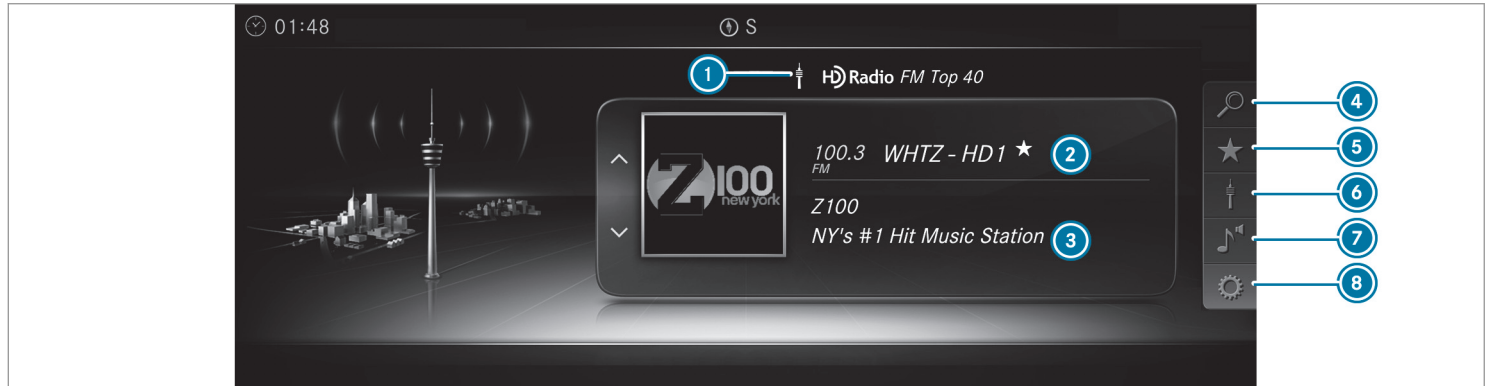 01:48 S
1 HD Radio FM Top 40
4
5
6
7
8
100.3 WHTZ - HD1 ★ 2
FM
Z100
new york
Z100
NY's #1 Hit Music Station 3